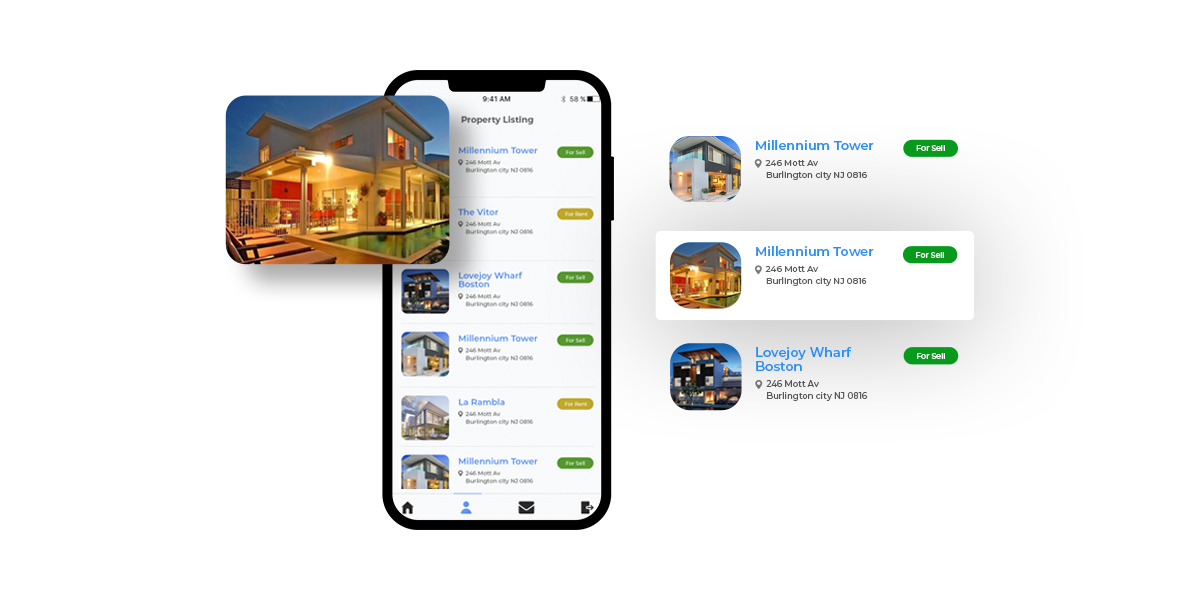 9:41 AM
58 %
Property Listing
Millennium Tower
For Sell
246 Mott Av
Burlington city NJ 0816
The Vitor
For Rent
246 Mott Av
Burlington city NJ 0816
Lovejoy Wharf
Boston
For Sell
246 Mott Av
Burlington city NJ 0816
Millennium Tower
For Sell
246 Mott Av
Burlington city NJ 0816
La Rambla
For Rent
246 Mott Av
Burlington city NJ 0816
Millennium Tower
For Sell
246 Mott Av
Burlington city NJ 0816
Millennium Tower
For Sell
246 Mott Av
Burlington city NJ 0816
Millennium Tower
For Sell
246 Mott Av
Burlington city NJ 0816
Lovejoy Wharf
Boston
For Sell
246 Mott Av
Burlington city NJ 0816